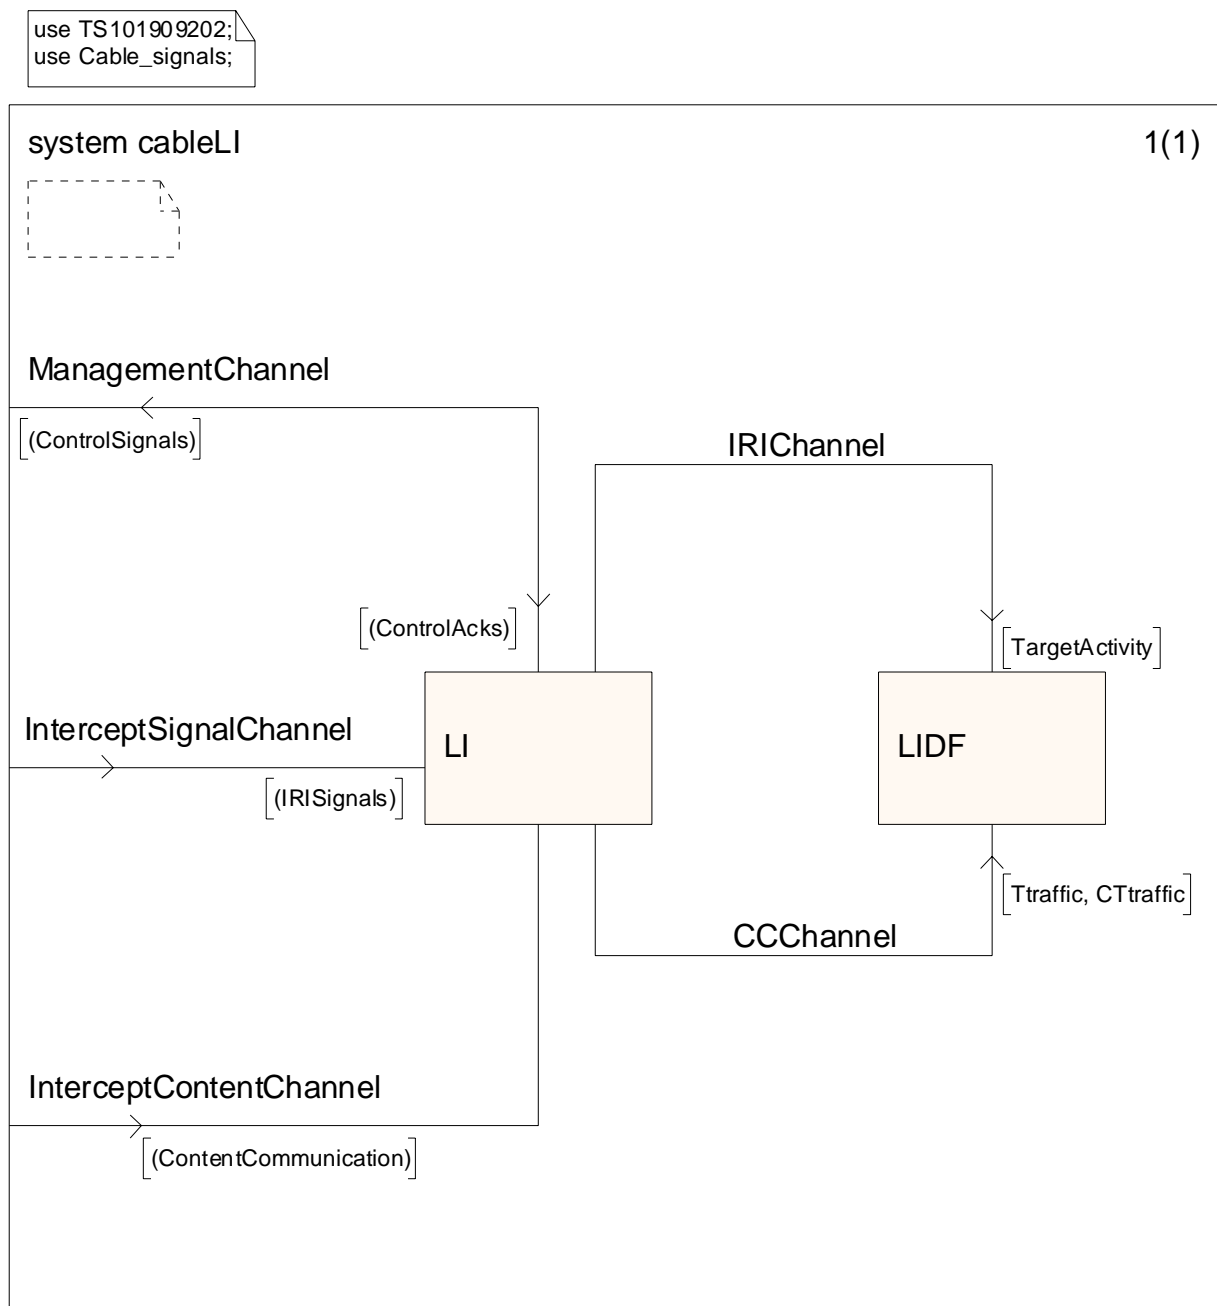 use TS101909202;
use Cable_signals;
system cableLI
1(1)
ManagementChannel
(ControlSignals)
IRIChannel
(ControlAcks)
TargetActivity
InterceptSignalChannel
LI
LIDF
(IRISignals)
Ttraffic, CTtraffic
CCChannel
InterceptContentChannel
(ContentCommunication)